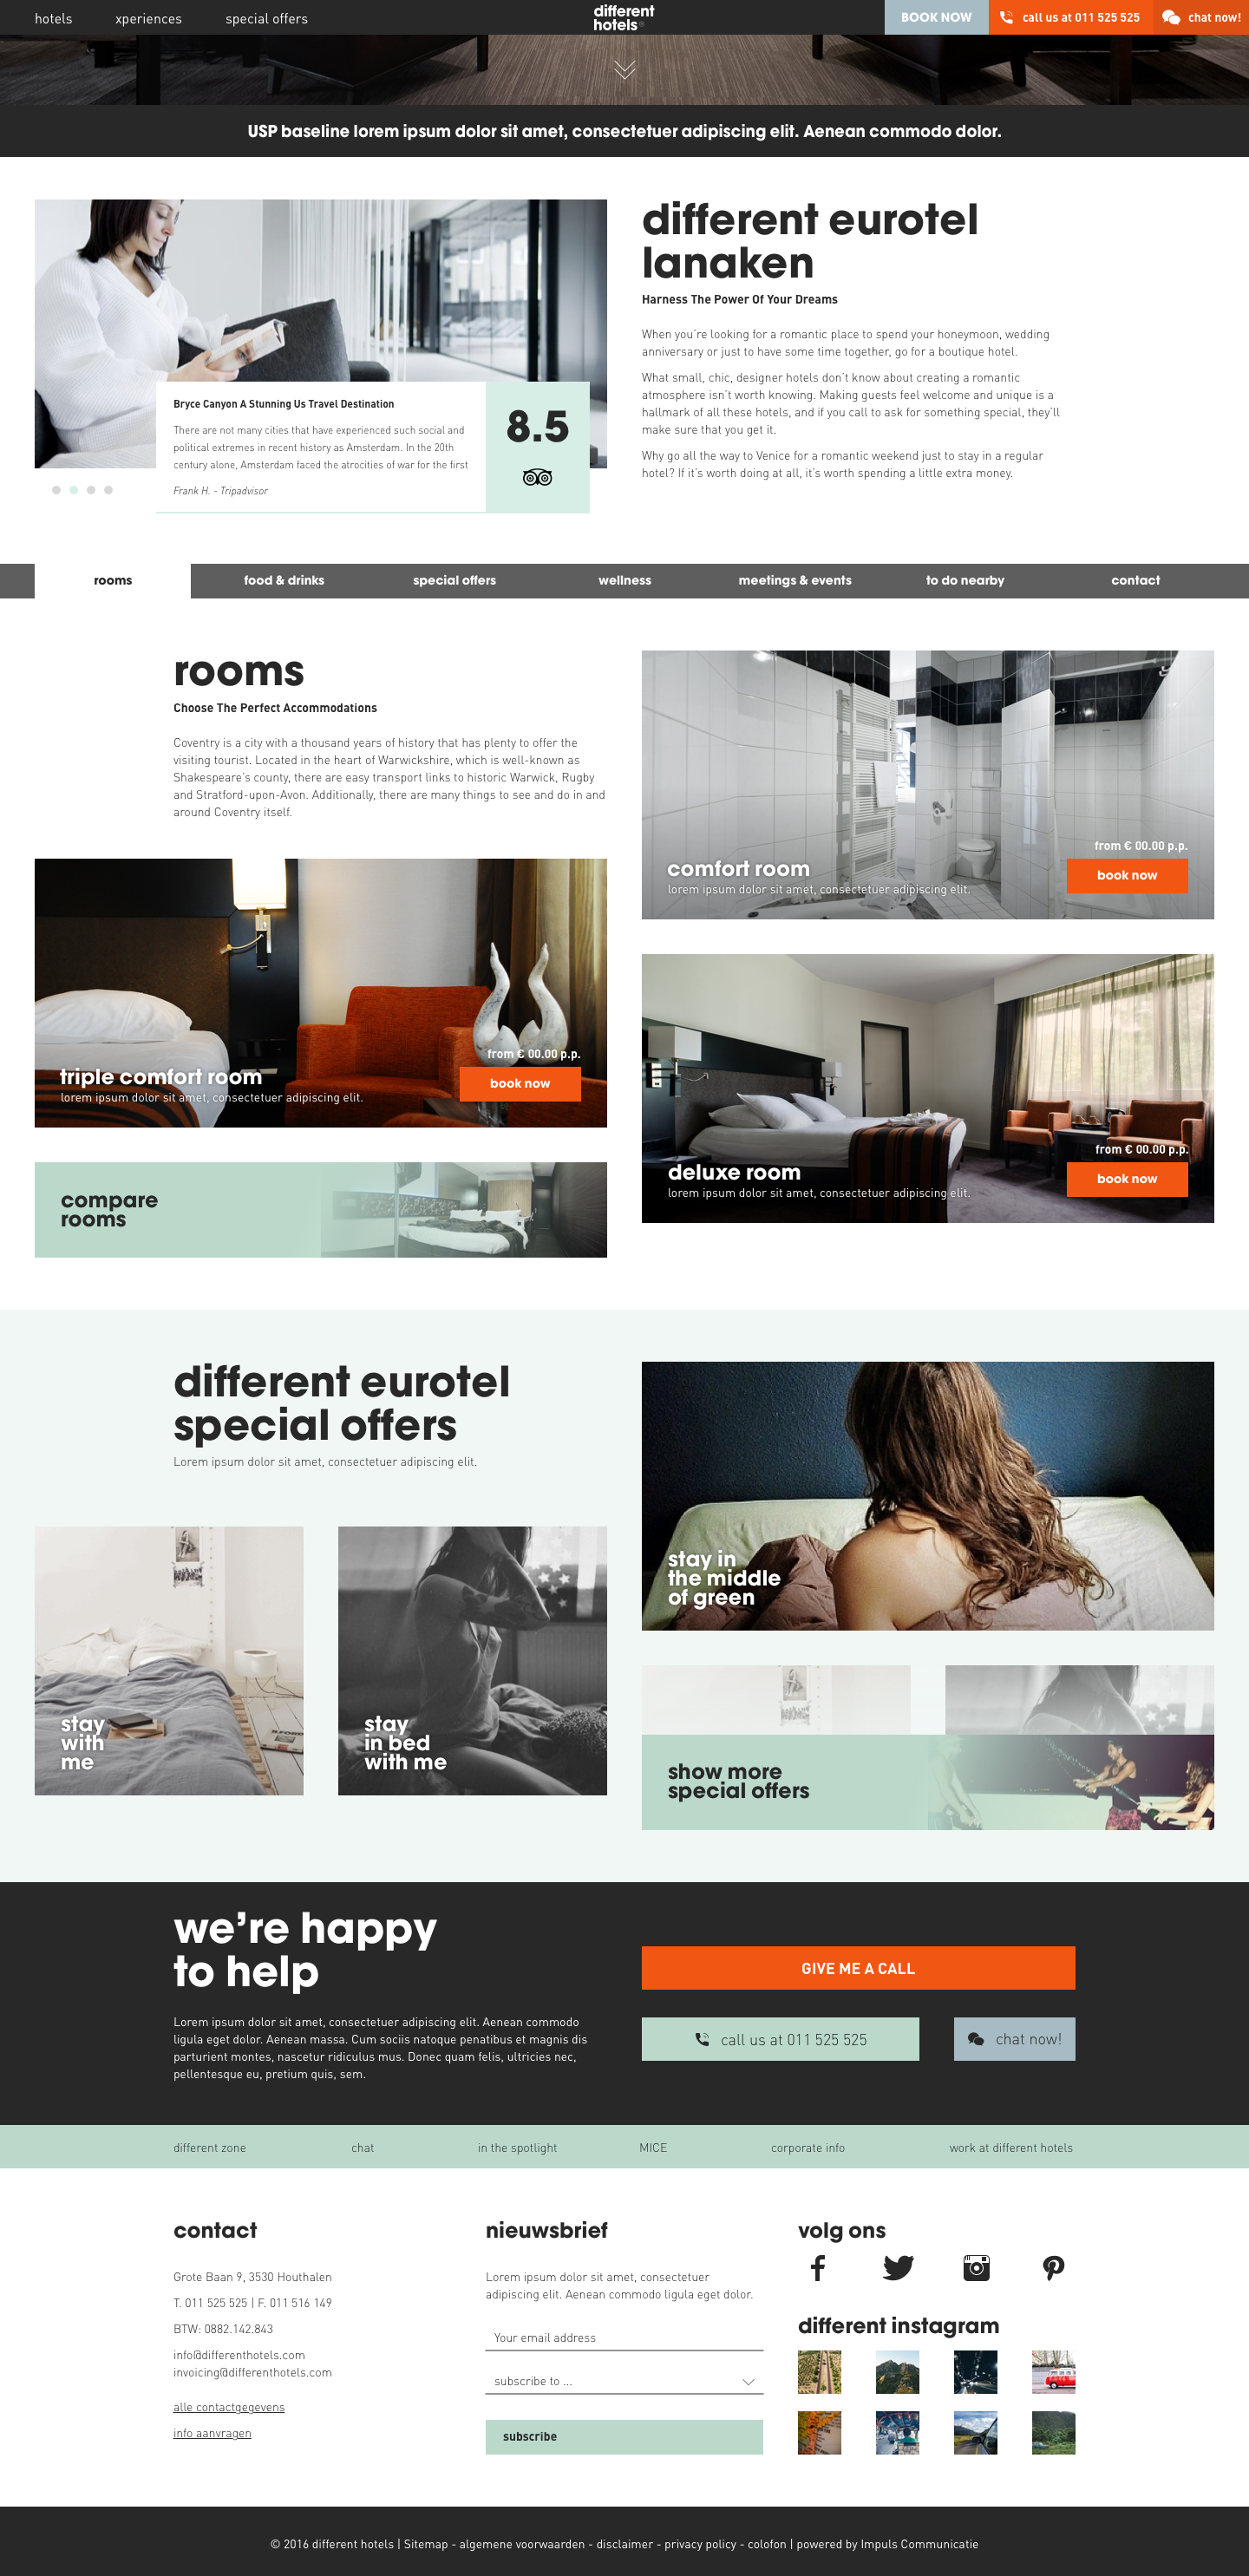 hotels
xperiences
special offers
different
hotels
BOOK NOW
call us at 011 525 525
chat now!
USP baseline lorem ipsum dolor sit amet, consectetuer adipiscing elit. Aenean commodo dolor.
different eurotel
lanaken
Harness The Power Of Your Dreams
When you're looking for a romantic place to spend your honeymoon, wedding
anniversary or just to have some time together, go for a boutique hotel.
What small, chic, designer hotels don't know about creating a romantic
atmosphere isn't worth knowing. Making guests feel welcome and unique is a
hallmark of all these hotels, and if you call to ask for something special, they'll
make sure that you get it.
Why go all the way to Venice for a romantic weekend just to stay in a regular
hotel? If it's worth doing at all, it's worth spending a little extra money.
Bryce Canyon A Stunning Us Travel Destination
There are not many cities that have experienced such social and
political extremes in recent history as Amsterdam. In the 20th
century alone, Amsterdam faced the atrocities of war for the first
Frank H. - Tripadvisor
8.5
rooms
food & drinks
special offers
wellness
meetings & events
to do nearby
contact
rooms
Choose The Perfect Accommodations
Coventry is a city with a thousand years of history that has plenty to offer the
visiting tourist. Located in the heart of Warwickshire, which is well-known as
Shakespeare's county, there are easy transport links to historic Warwick, Rugby
and Stratford-upon-Avon. Additionally, there are many things to see and do in and
around Coventry itself.
from € 00.00 p.p.
comfort room
book now
lorem ipsum dolor sit amet, consectetuer adipiscing elit.
from € 00.00 p.p.
triple comfort room
book now
lorem ipsum dolor sit amet, consectetuer adipiscing elit.
from € 00.00 p.p.
deluxe room
book now
lorem ipsum dolor sit amet, consectetuer adipiscing elit.
compare
rooms
different eurotel
special offers
Lorem ipsum dolor sit amet, consectetuer adipiscing elit.
stay in
the middle
of green
stay
with
me
ILFORD
stay
in bed
with me
show more
special offers
we're happy
to help
Lorem ipsum dolor sit amet, consectetuer adipiscing elit. Aenean commodo
ligula eget dolor. Aenean massa. Cum sociis natoque penatibus et magnis dis
parturient montes, nascetur ridiculus mus. Donec quam felis, ultricies nec,
pellentesque eu, pretium quis, sem.
GIVE ME A CALL
call us at 011 525 525
chat now!
different zone
chat
in the spotlight
MICE
corporate info
work at different hotels
contact
Grote Baan 9, 3530 Houthalen
T. 011 525 525 | F. 011 516 149
BTW: 0882.142.843
info@differenthotels.com
invoicing@differenthotels.com
alle contactgegevens
info aanvragen
nieuwsbrief
Lorem ipsum dolor sit amet, consectetuer
adipiscing elit. Aenean commodo ligula eget dolor.
Your email address
subscribe to ...
subscribe
volg ons
different instagram
© 2016 different hotels | Sitemap - algemene voorwaarden - disclaimer - privacy policy - colofon | powered by Impuls Communicatie